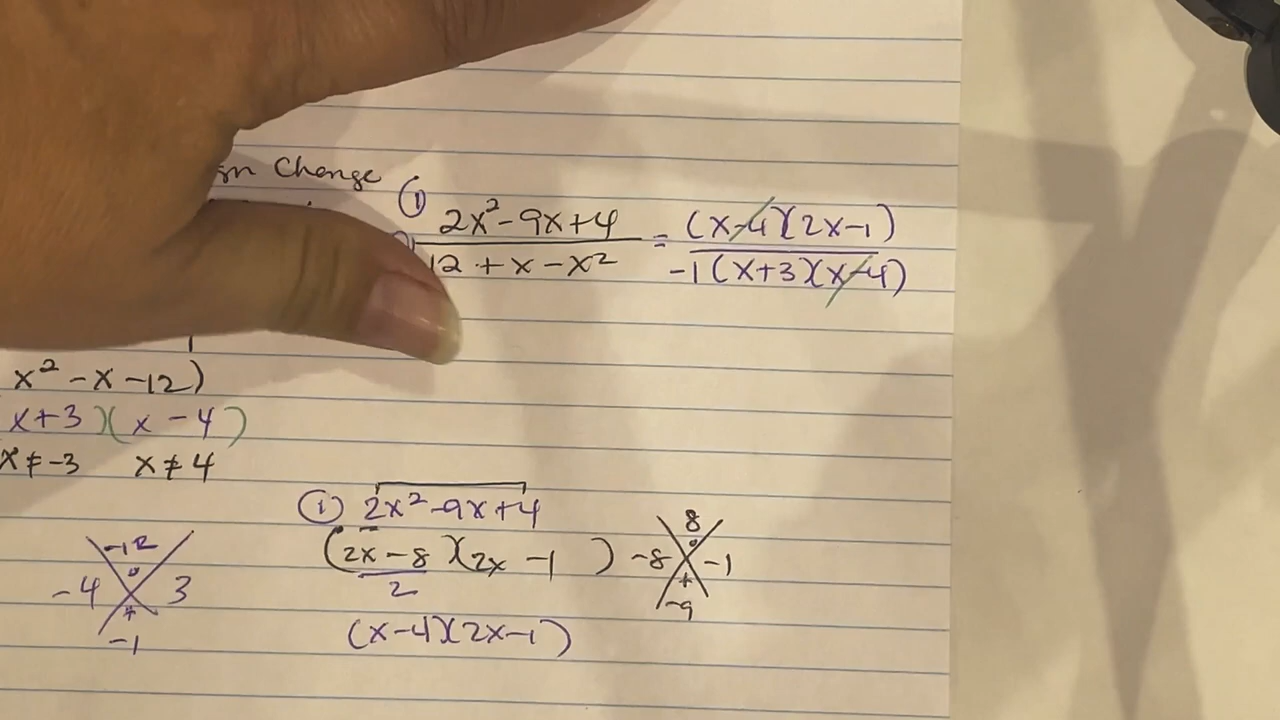 Change
①
2x²-9x+4 = (x-4)(2x-1)
12 + x - x² -1(x+3)(x-4)
x² - x - 12)
x+3)(x - 4)
x ≠ -3 x ≠ 4
① 2x² - 9x + 4
(2x - 8)(2x - 1)
2
(x-4)(2x-1)
-12
-4 3
+
-1
8
-8 -1
+
-9